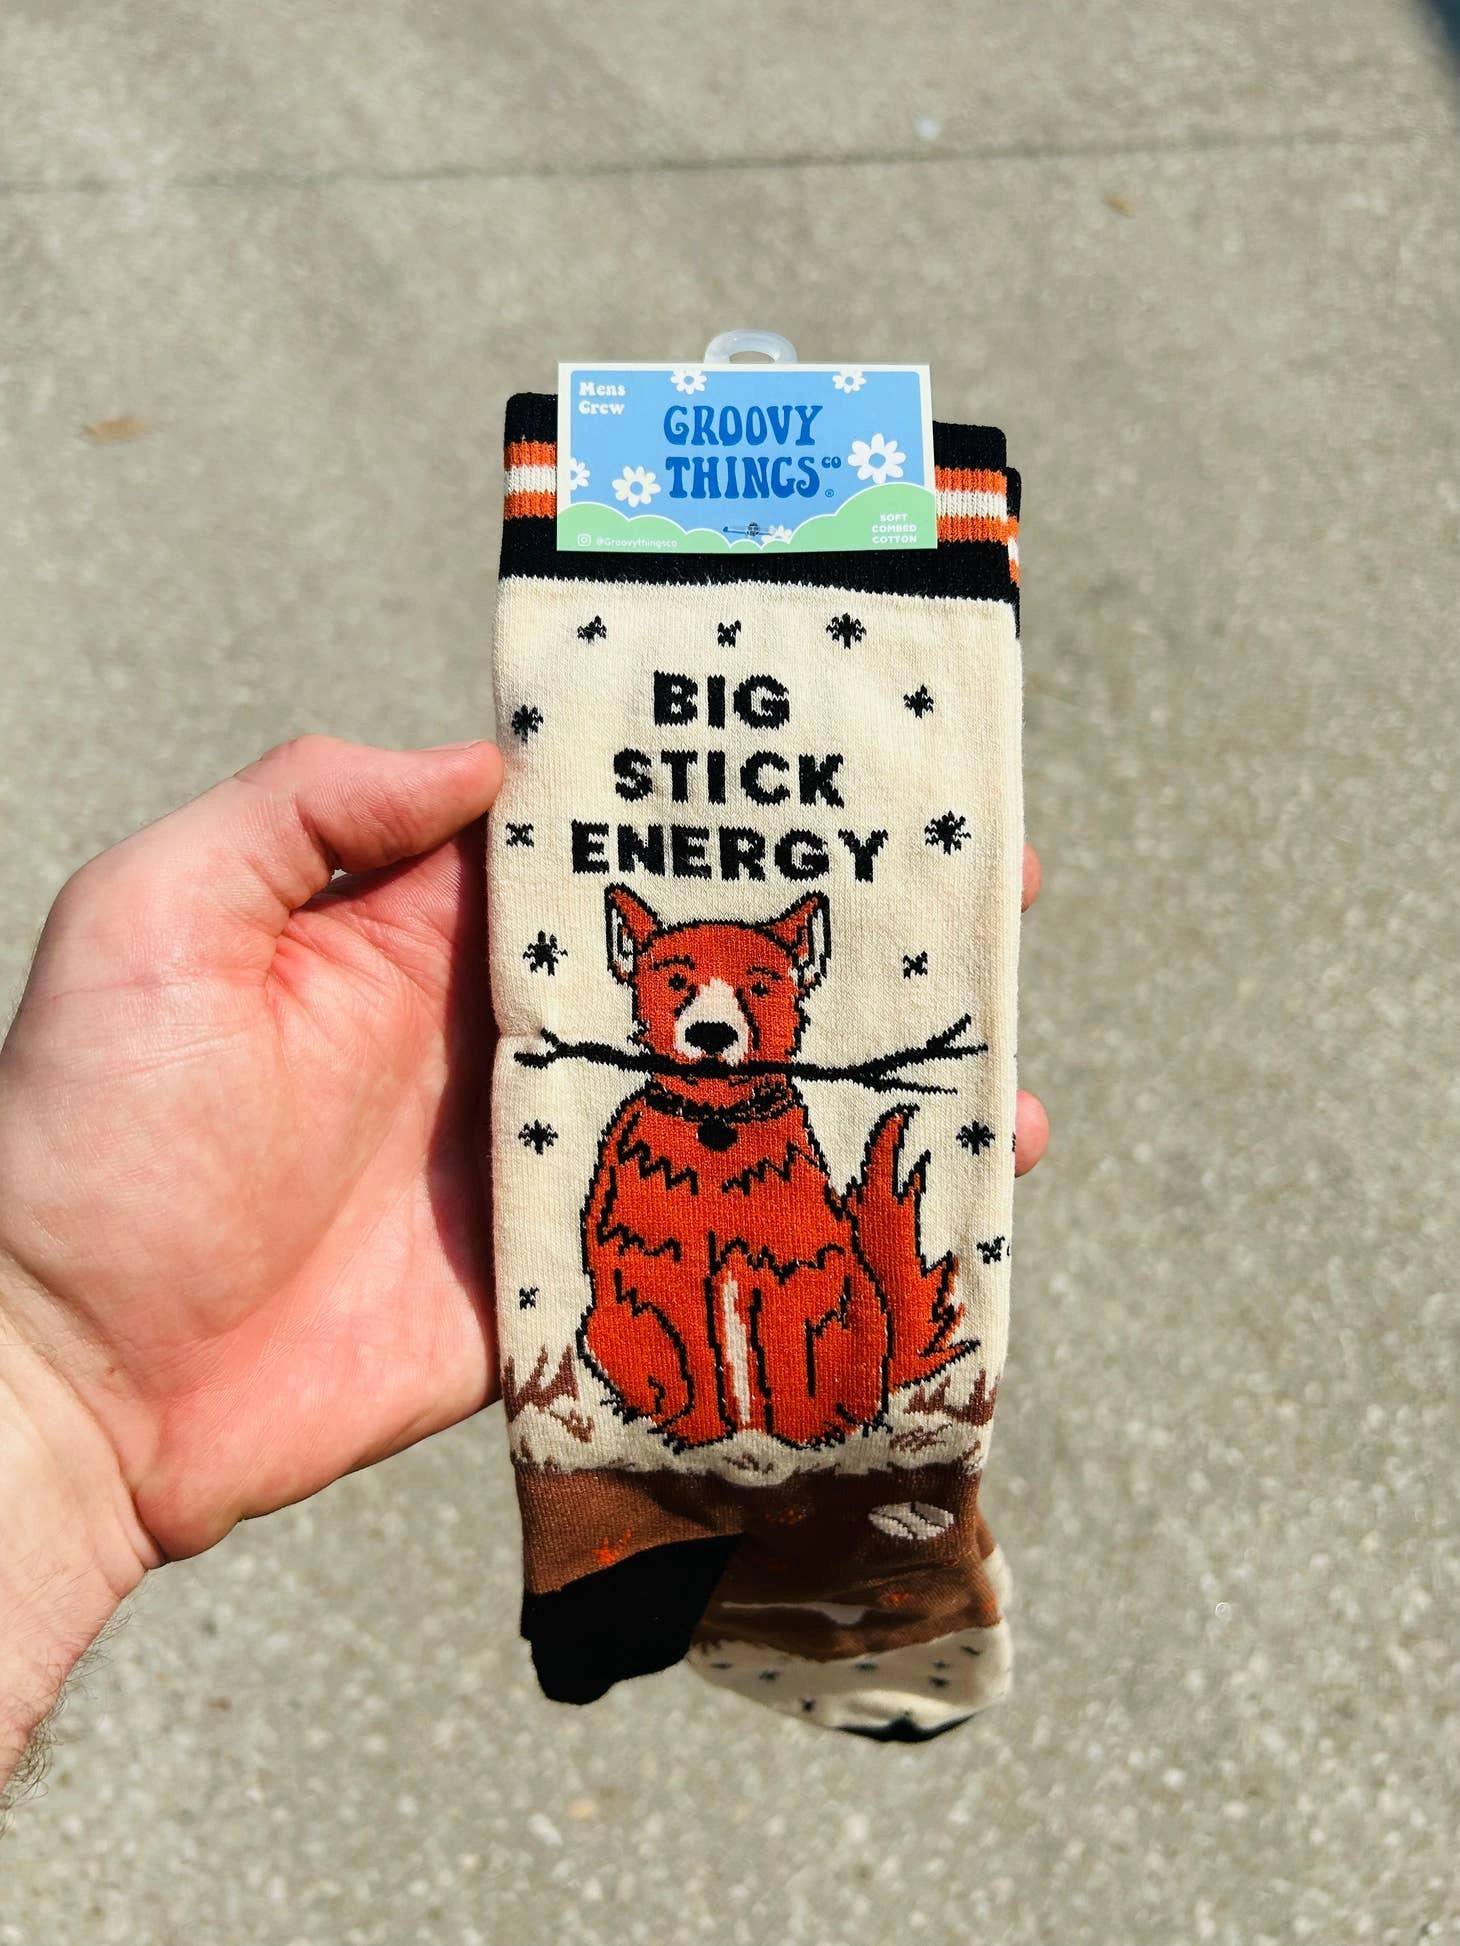 Mens
Crew
GROOVY
THINGS CO ®
@Groovythingsco
SOFT
COMBED
COTTON
BIG
STICK
ENERGY